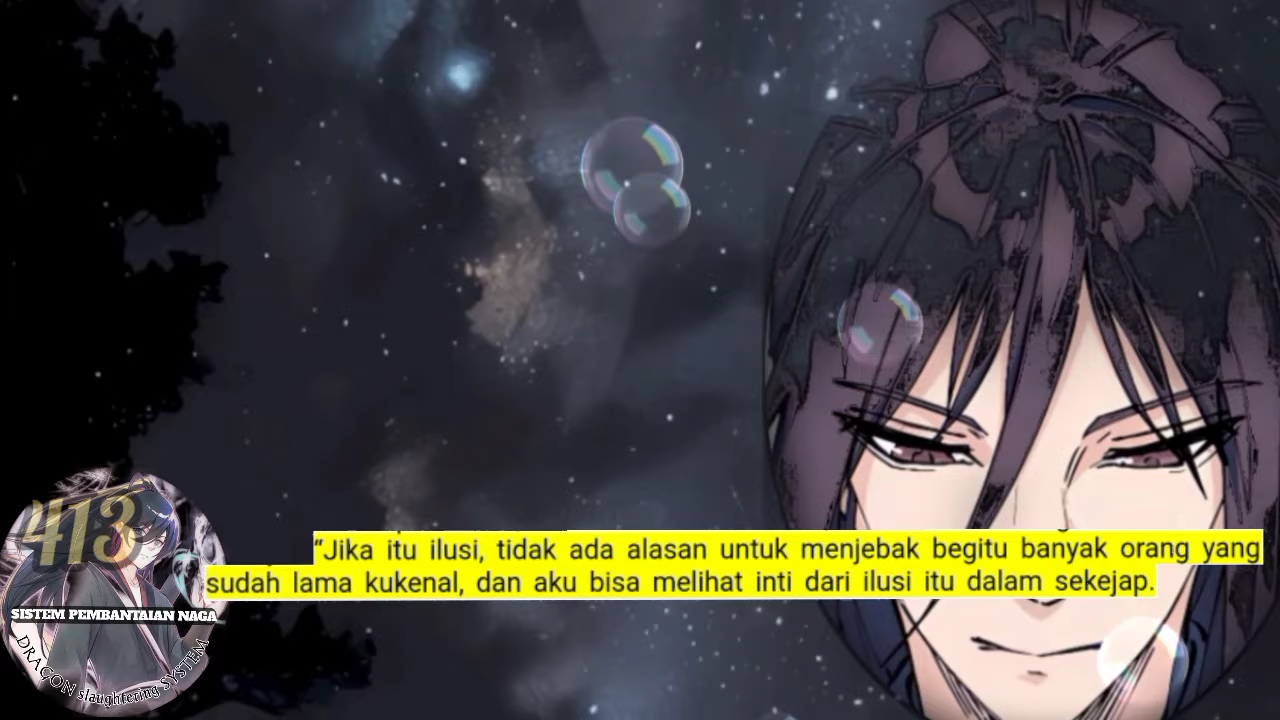 “Jika itu ilusi, tidak ada alasan untuk menjebak begitu banyak orang yang
sudah lama kukenal, dan aku bisa melihat inti dari ilusi itu dalam sekejap.
413
SISTEM PEMBANTAIAN NAGA
DRAGON slaughtering SYSTEM